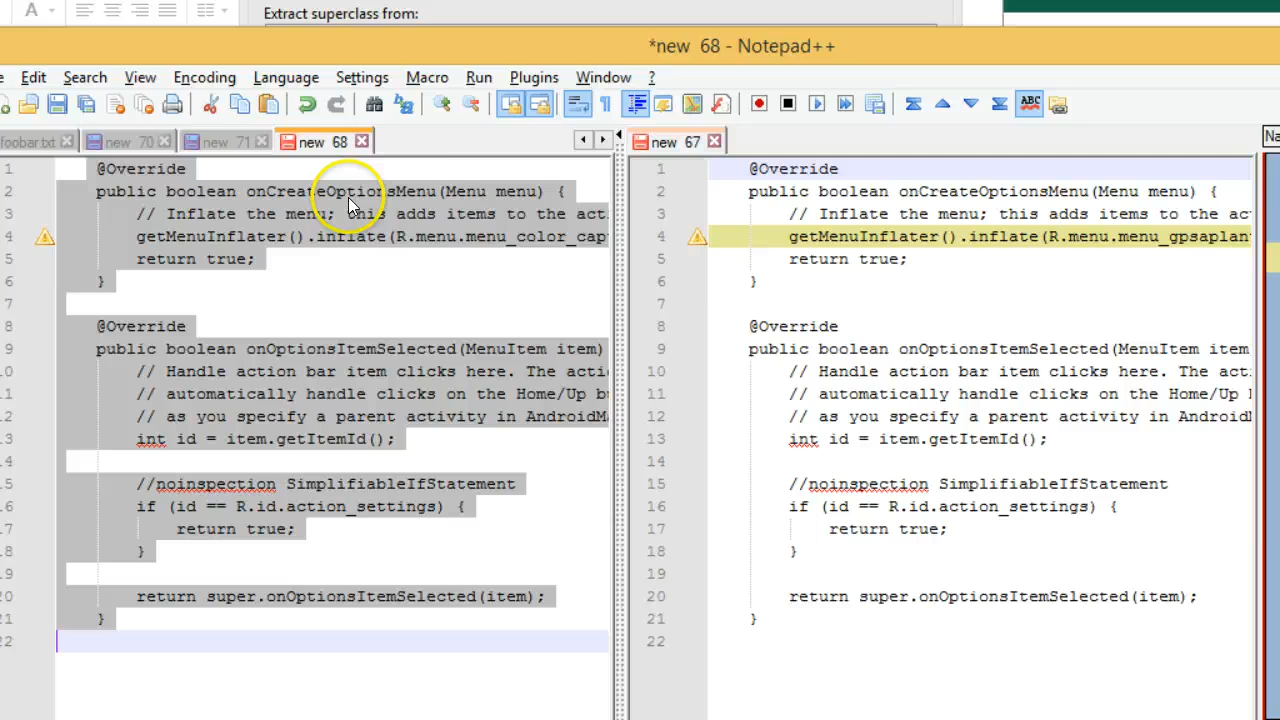 A
Extract superclass from:
*new 68 - Notepad++
Edit Search View Encoding Language Settings Macro Run Plugins Window ?
ABC
foobar.txt new 70 new 71 new 68 new 67
1 @Override
2 public boolean onCreateOptionsMenu(Menu menu) {
3 // Inflate the menu; this adds items to the acti
4 getMenuInflater().inflate(R.menu.menu_color_cap
5 return true;
6 }
7
8 @Override
9 public boolean onOptionsItemSelected(MenuItem item)
10 // Handle action bar item clicks here. The acti
11 // automatically handle clicks on the Home/Up bu
12 // as you specify a parent activity in AndroidMa
13 int id = item.getItemId();
14
15 //noinspection SimplifiableIfStatement
16 if (id == R.id.action_settings) {
17 return true;
18 }
19
20 return super.onOptionsItemSelected(item);
21 }
22
1 @Override
2 public boolean onCreateOptionsMenu(Menu menu) {
3 // Inflate the menu; this adds items to the act
4 getMenuInflater().inflate(R.menu.menu_gpsaplant
5 return true;
6 }
7
8 @Override
9 public boolean onOptionsItemSelected(MenuItem item
10 // Handle action bar item clicks here. The acti
11 // automatically handle clicks on the Home/Up
12 // as you specify a parent activity in AndroidM
13 int id = item.getItemId();
14
15 //noinspection SimplifiableIfStatement
16 if (id == R.id.action_settings) {
17 return true;
18 }
19
20 return super.onOptionsItemSelected(item);
21 }
22
Na